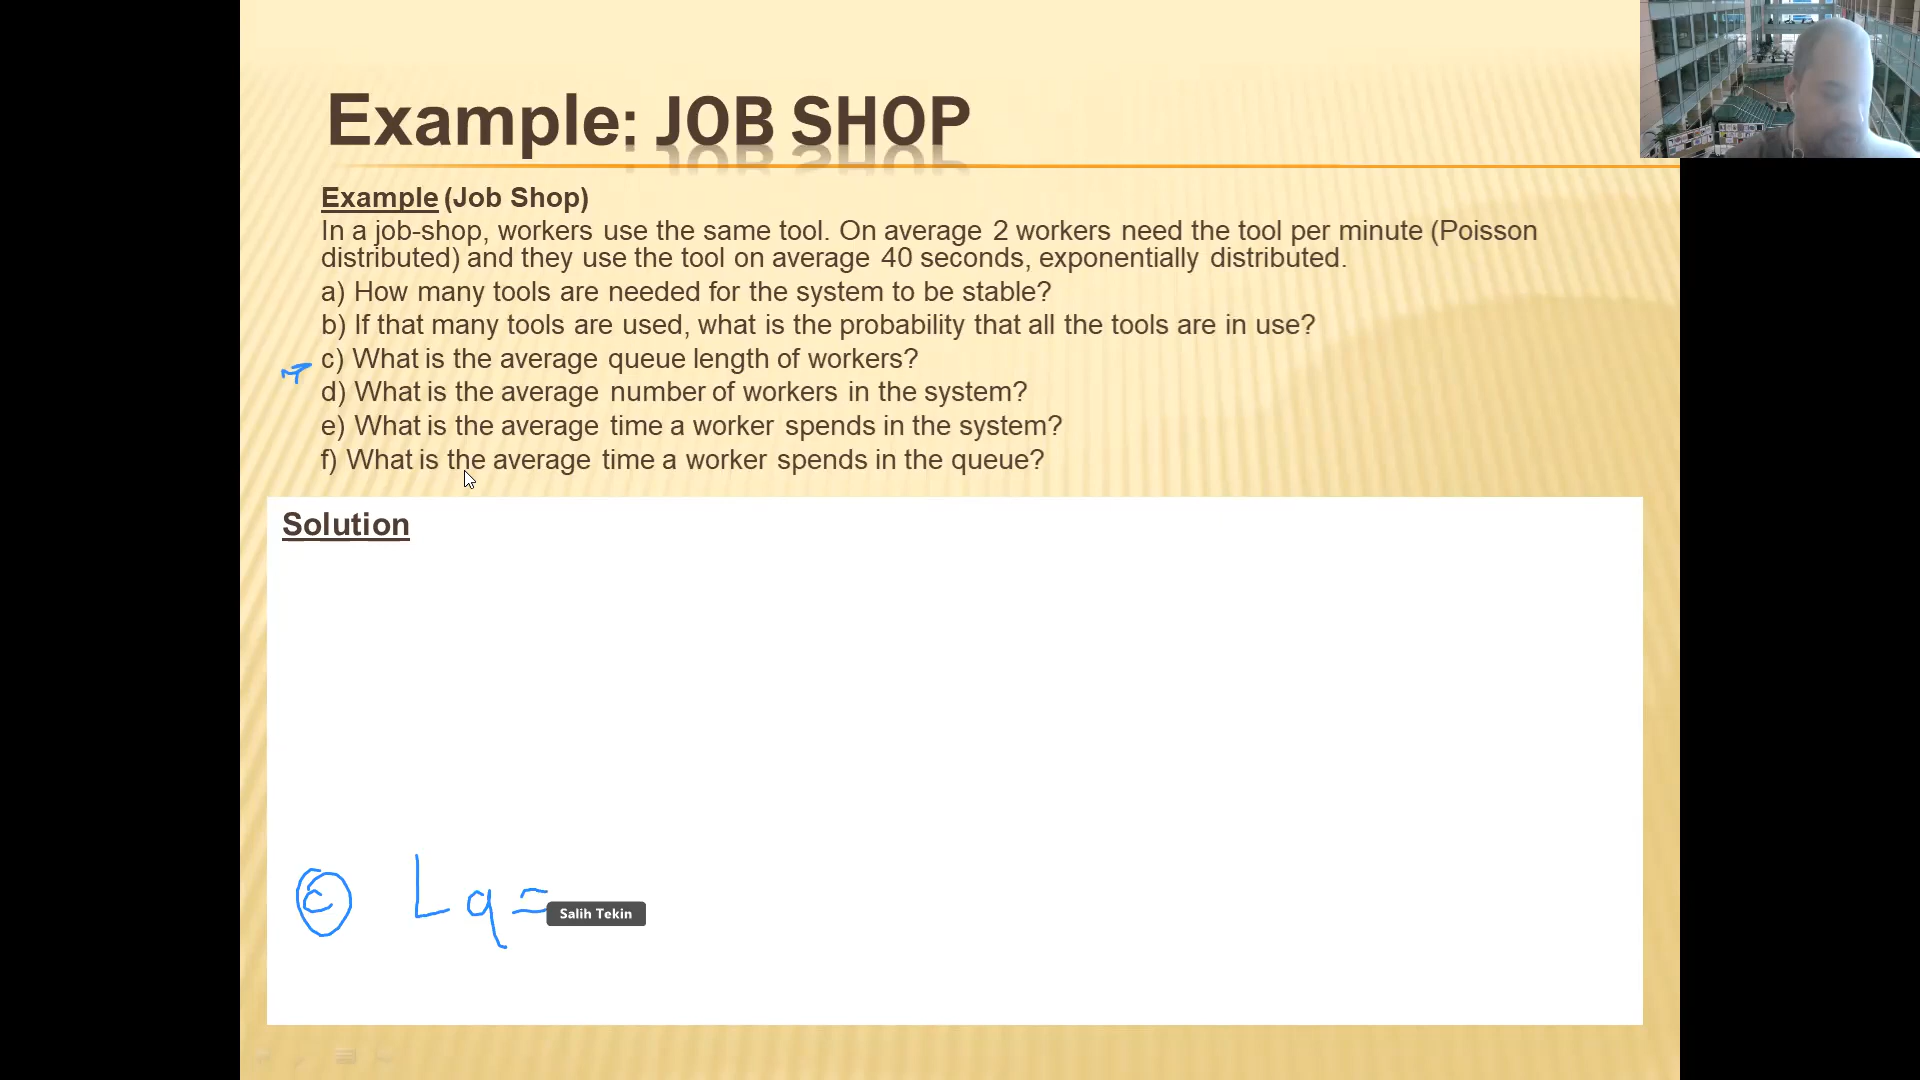 Example: JOB SHOP
Example (Job Shop)
In a job-shop, workers use the same tool. On average 2 workers need the tool per minute (Poisson
distributed) and they use the tool on average 40 seconds, exponentially distributed.
a) How many tools are needed for the system to be stable?
b) If that many tools are used, what is the probability that all the tools are in use?
c) What is the average queue length of workers?
d) What is the average number of workers in the system?
e) What is the average time a worker spends in the system?
f) What is the average time a worker spends in the queue?
Solution
c Lq =
Salih Tekin